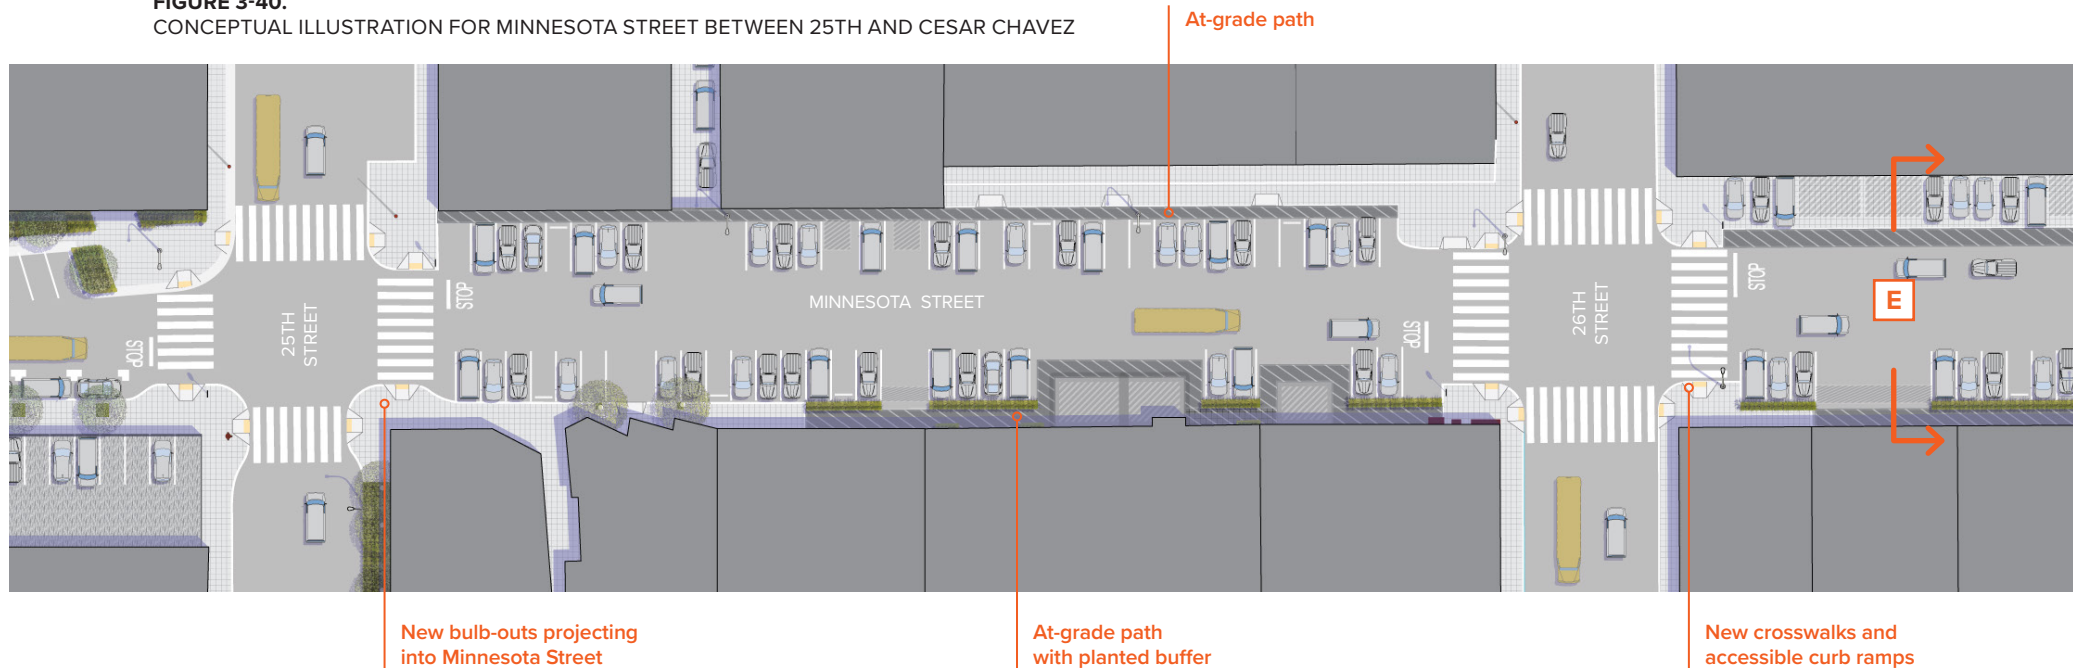 FIGURE 3-40.
CONCEPTUAL ILLUSTRATION FOR MINNESOTA STREET BETWEEN 25TH AND CESAR CHAVEZ
At-grade path
STOP
25TH
STREET
STOP
MINNESOTA STREET
STOP
26TH
STREET
STOP
E
New bulb-outs projecting
into Minnesota Street
At-grade path
with planted buffer
New crosswalks and
accessible curb ramps